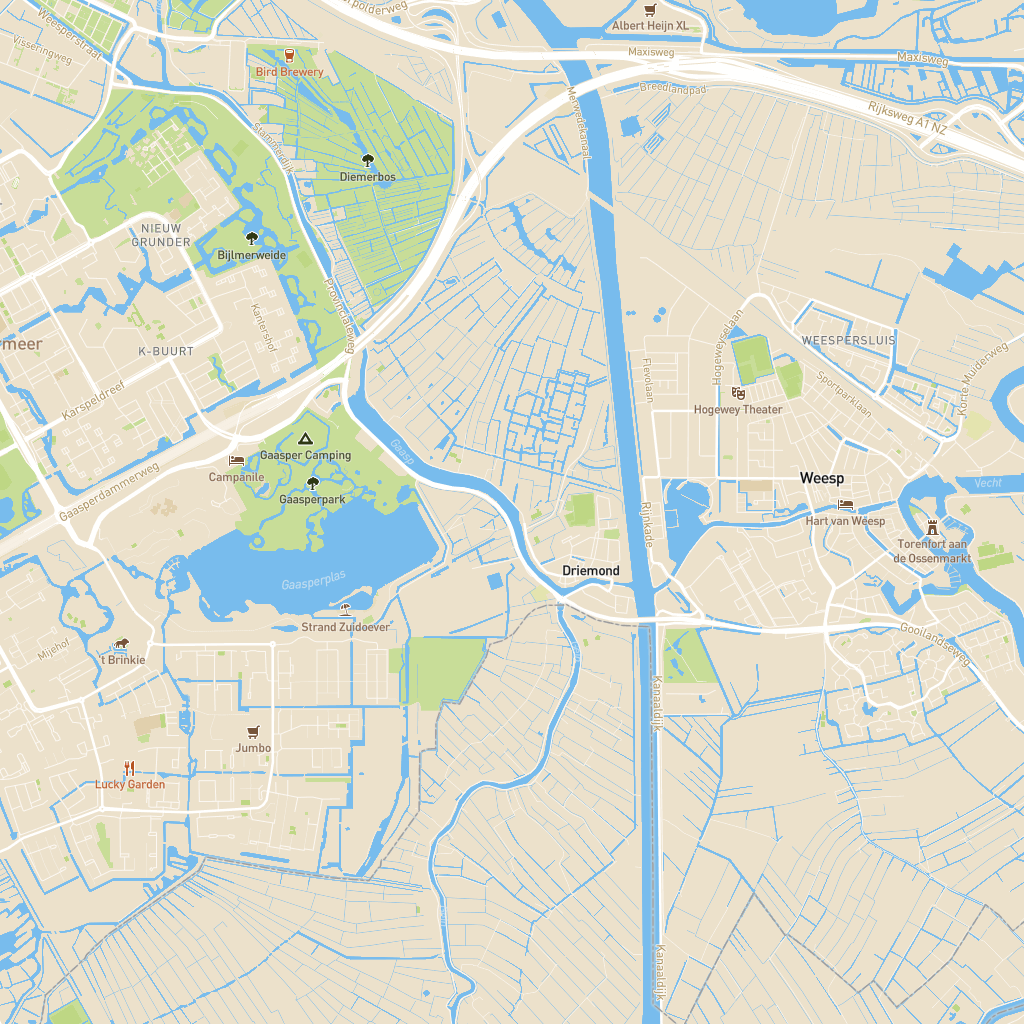 Weesperstraat
Visseringweg
rpolderweg
Albert Heijn XL
Maxisweg
Maxisweg
Bird Brewery
Breedlandpad
Merwedekanaal
Rijksweg A1 NZ
Stammerdijk
Diemerbos
NIEUW
GRUNDER
Bijlmerweide
Provincialeweg
Kantershof
meer
K-BUURT
Karspeldreef
Hogeweyselaan
WEESPERSLUIS
Korte Muiderweg
Flevolaan
Sportparklaan
Hogewey Theater
Gaasp
Gaasper Camping
Campanile
Gaasperdammerweg
Gaasperpark
Weesp
Vecht
Hart van Weesp
Rijnkade
Torenfort aan
de Ossenmarkt
Driemond
Gaasperplas
Strand Zuidoever
Gooilandseweg
Mijehof
't Brinkie
Kanaaldijk
Jumbo
Lucky Garden
Kanaaldijk